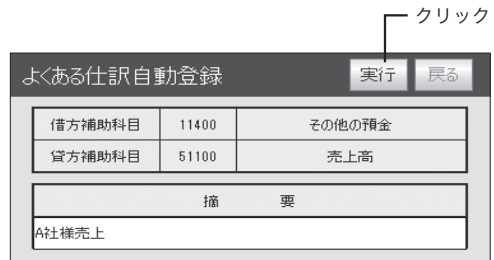 クリック
よくある仕訳自動登録 実行 戻る
借方補助科目 11400 その他の預金
貸方補助科目 51100 売上高
摘 要
A社様売上